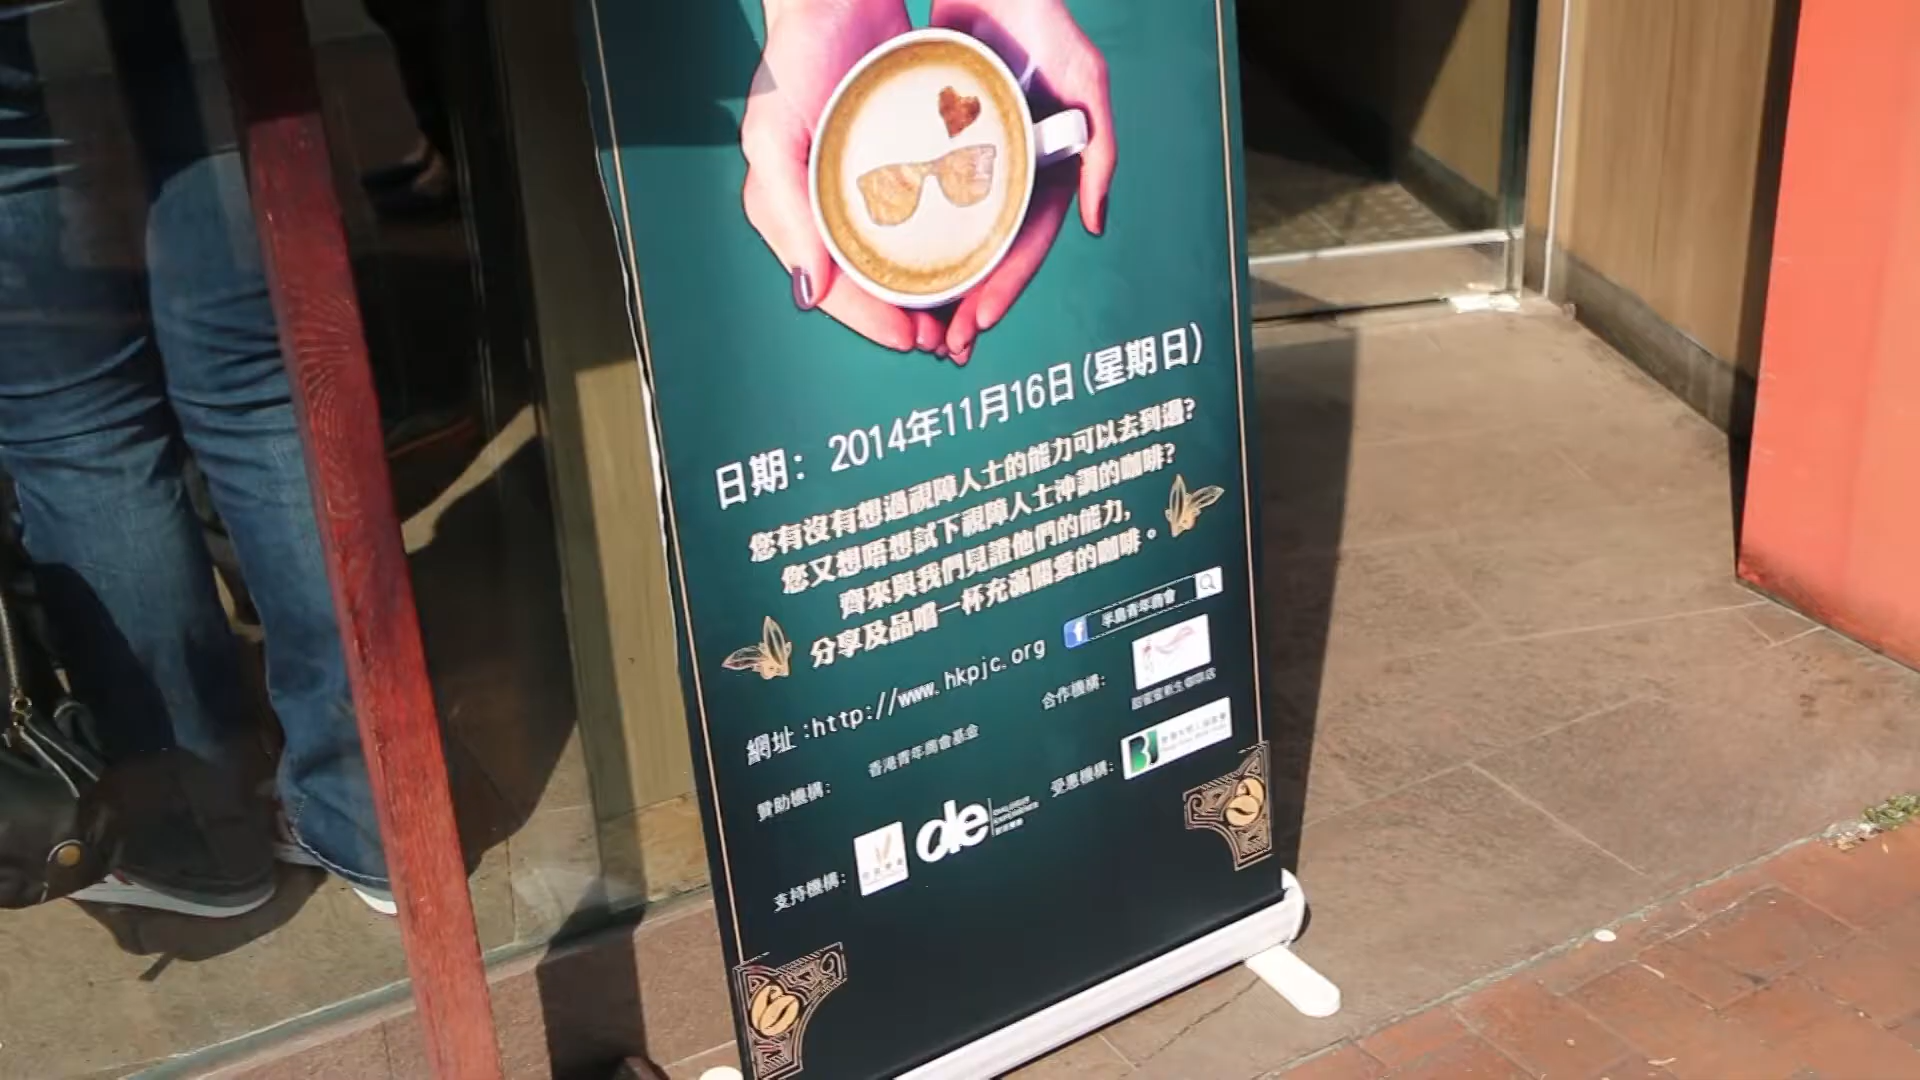 日期：2014年11月16日(星期日)
您有沒有想過視障人士的能力可以去到邊?
您又想唔想試下視障人士沖調的咖啡?
齊來與我們見證他們的能力,
分享及品嚐一杯充滿關愛的咖啡。
半島青年商會
網址:http://www.hkpjc.org
合作機構:
贊助機構:
香港青年商會基金
受惠機構:
支持機構:
die
DIALOGUE
EXPERIENCE